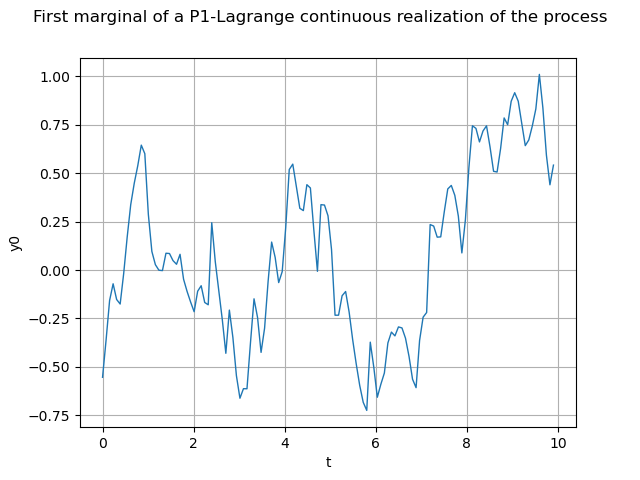 First marginal of a P1-Lagrange continuous realization of the process
1.00
0.75
0.50
0.25
0.00
−0.25
−0.50
−0.75
y0
0 2 4 6 8 10
t